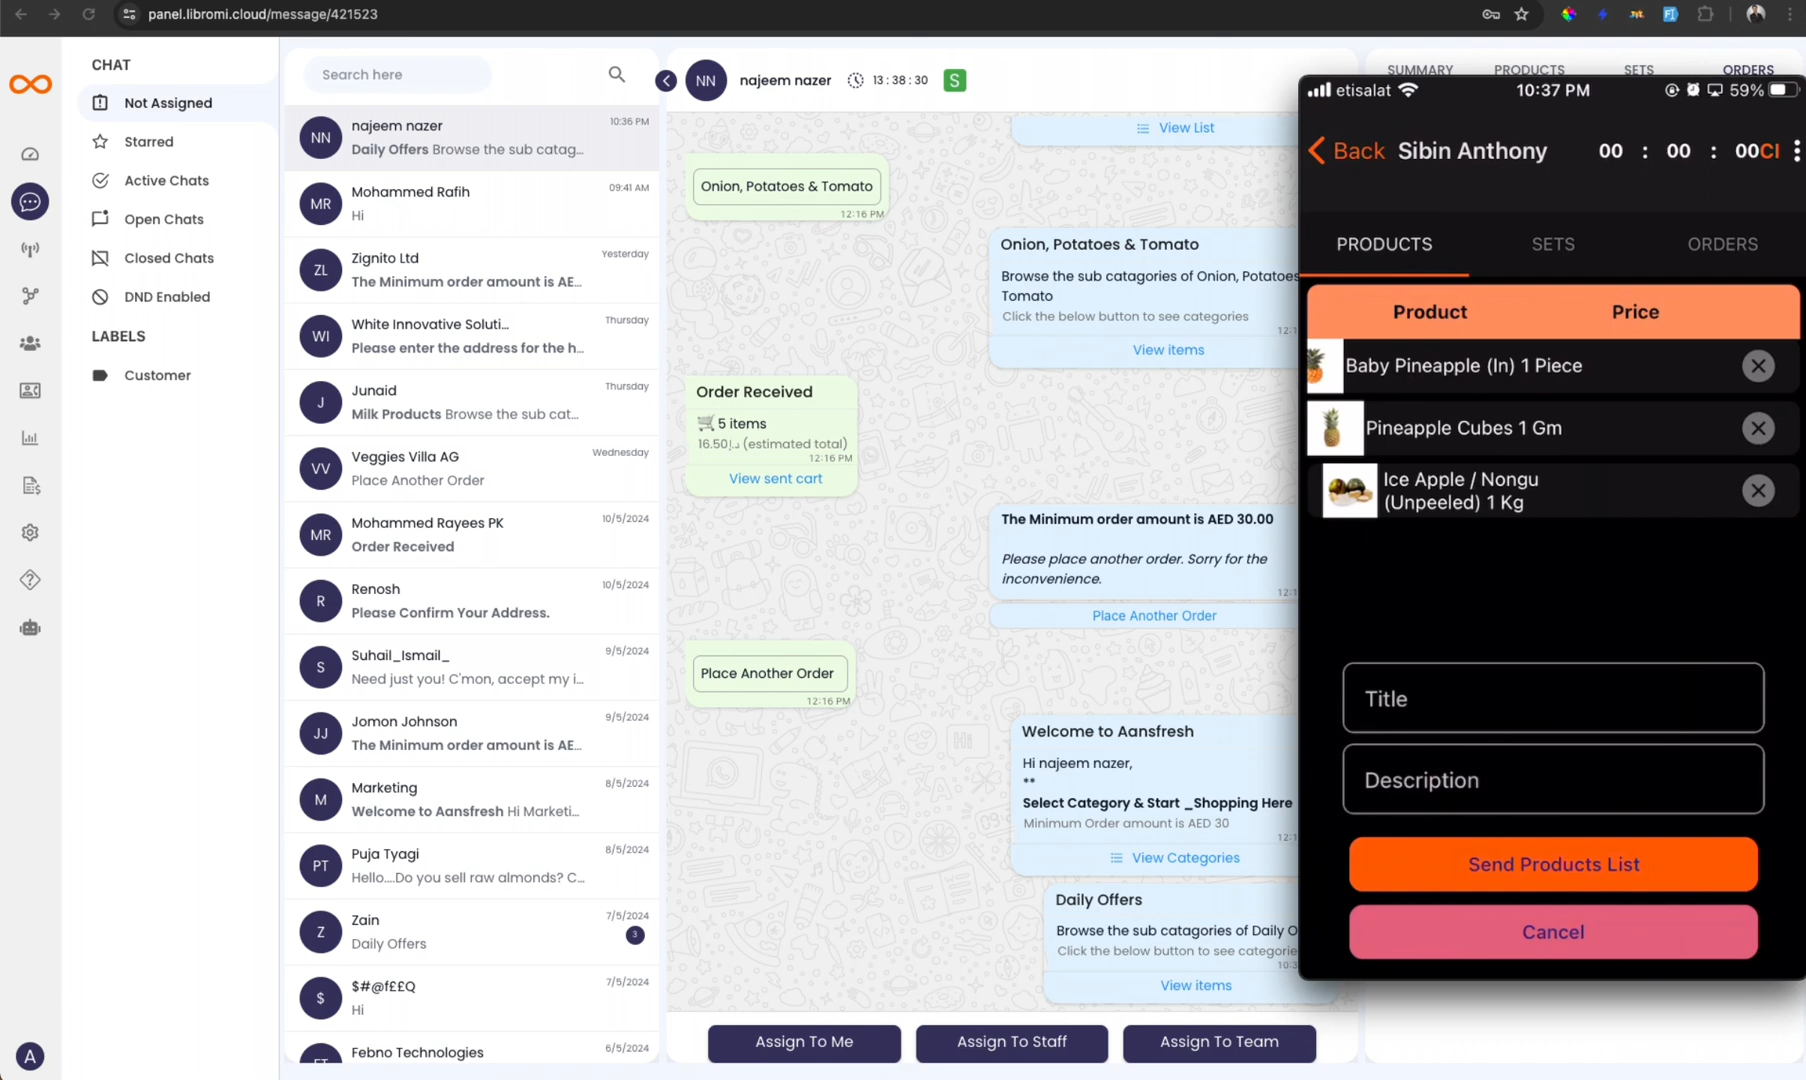 panel.libromi.cloud/message/421523
CHAT
Not Assigned
Starred
Active Chats
Open Chats
Closed Chats
DND Enabled
LABELS
Customer
A
Search here
NN
najeem nazer
10:36 PM
Daily Offers Browse the sub catag...
MR
Mohammed Rafih
09:41 AM
Hi
ZL
Zignito Ltd
Yesterday
The Minimum order amount is AE...
WI
White Innovative Soluti...
Thursday
Please enter the address for the h...
J
Junaid
Thursday
Milk Products Browse the sub cat...
VV
Veggies Villa AG
Wednesday
Place Another Order
MR
Mohammed Rayees PK
10/5/2024
Order Received
R
Renosh
10/5/2024
Please Confirm Your Address.
S
Suhail_Ismail_
9/5/2024
Need just you! C'mon, accept my i...
JJ
Jomon Johnson
9/5/2024
The Minimum order amount is AE...
M
Marketing
8/5/2024
Welcome to Aansfresh Hi Marketi...
PT
Puja Tyagi
8/5/2024
Hello....Do you sell raw almonds? C...
Z
Zain
7/5/2024
Daily Offers
3
$
$#@f££Q
7/5/2024
Hi
Febno Technologies
6/5/2024
NN
najeem nazer
13 : 38 : 30
S
View List
Onion, Potatoes & Tomato
12:16 PM
Onion, Potatoes & Tomato
Browse the sub catagories of Onion, Potatoes
Tomato
Click the below button to see categories
12:1
View items
Order Received
5 items
16.50د.إ (estimated total)
12:16 PM
View sent cart
The Minimum order amount is AED 30.00
Please place another order. Sorry for the
inconvenience.
12:1
Place Another Order
Place Another Order
12:16 PM
Welcome to Aansfresh
Hi najeem nazer,
**
Select Category & Start _Shopping Here
Minimum Order amount is AED 30
12:1
View Categories
Daily Offers
Browse the sub catagories of Daily O
Click the below button to see categorie
10:3
View items
Assign To Me
Assign To Staff
Assign To Team
SUMMARY
PRODUCTS
SETS
ORDERS
etisalat
10:37 PM
59%
Back
Sibin Anthony
00 : 00 : 00Cl
PRODUCTS
SETS
ORDERS
Product
Price
Baby Pineapple (In) 1 Piece
Pineapple Cubes 1 Gm
Ice Apple / Nongu
(Unpeeled) 1 Kg
Title
Description
Send Products List
Cancel